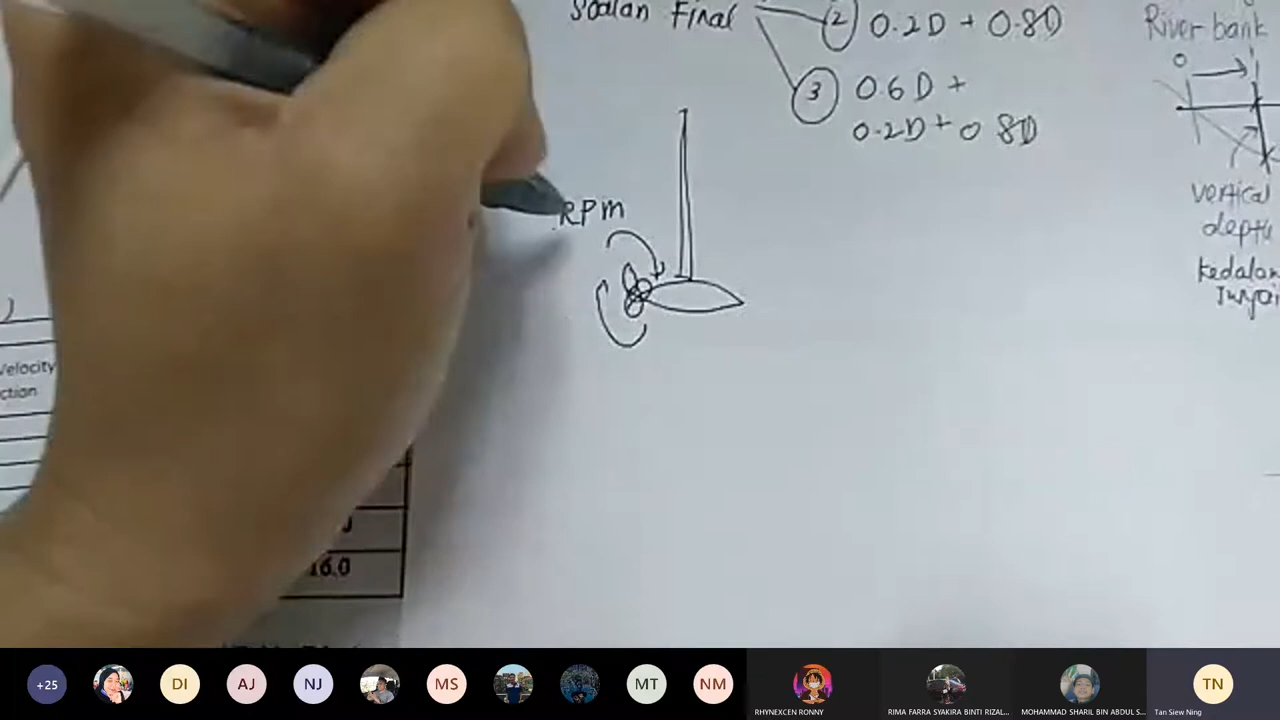 Soalan Final
2 0.2D + 0.8D
3 0.6D +
0.2D + 0 8D
River bank
0
RPM
vertical
depth
)
Velocity
16.0
+25
DI
AJ
NJ
MS
MT
NM
RHYNEXCEN RONNY
RIMA FARRA SYAKIRA BINTI RIZAL...
MOHAMMAD SHARIL BIN ABDUL S...
TN
Tan Siew Ning